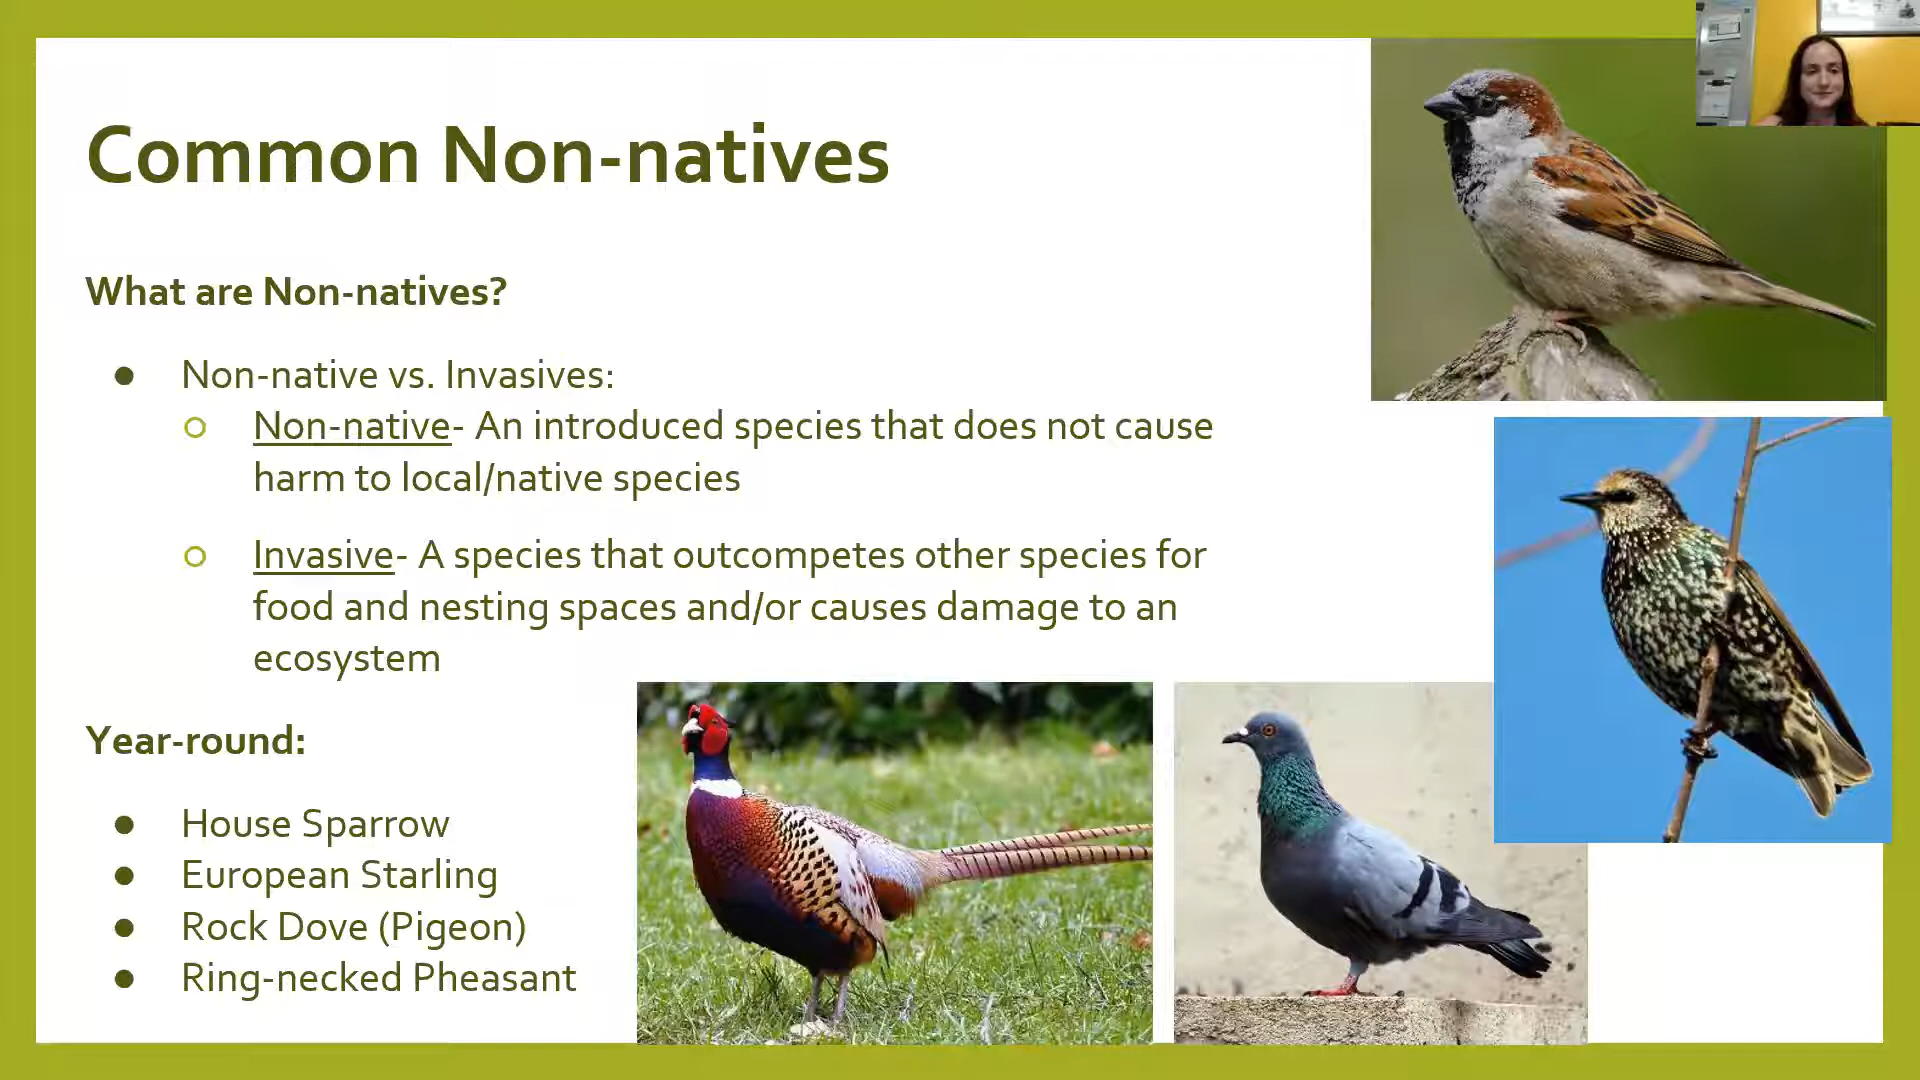 Common Non-natives
What are Non-natives?
● Non-native vs. Invasives:
○ Non-native- An introduced species that does not cause
harm to local/native species
○ Invasive- A species that outcompetes other species for
food and nesting spaces and/or causes damage to an
ecosystem
Year-round:
● House Sparrow
● European Starling
● Rock Dove (Pigeon)
● Ring-necked Pheasant